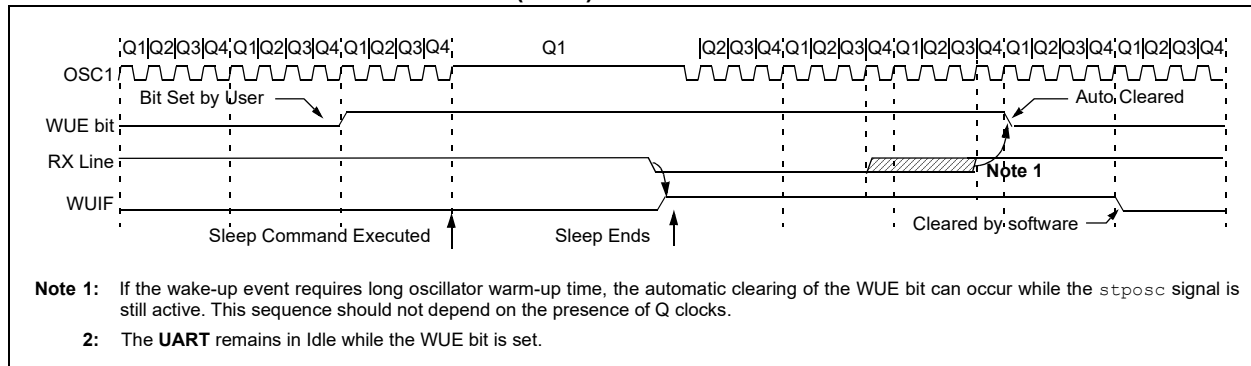 Q1|Q2|Q3|Q4|Q1|Q2|Q3|Q4|Q1|Q2|Q3|Q4 Q1 |Q2|Q3|Q4|Q1|Q2|Q3|Q4|Q1|Q2|Q3|Q4|Q1|Q2|Q3|Q4|Q1|Q2|Q3|Q4
OSC1
Bit Set by User Auto Cleared
WUE bit
RX Line
Note 1
WUIF
Cleared by software
Sleep Command Executed Sleep Ends
Note 1: If the wake-up event requires long oscillator warm-up time, the automatic clearing of the WUE bit can occur while the stposc signal is
still active. This sequence should not depend on the presence of Q clocks.
2: The UART remains in Idle while the WUE bit is set.